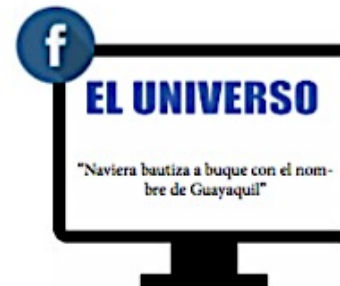 f
EL UNIVERSO
"Naviera bautiza a buque con el nom-
bre de Guayaquil"